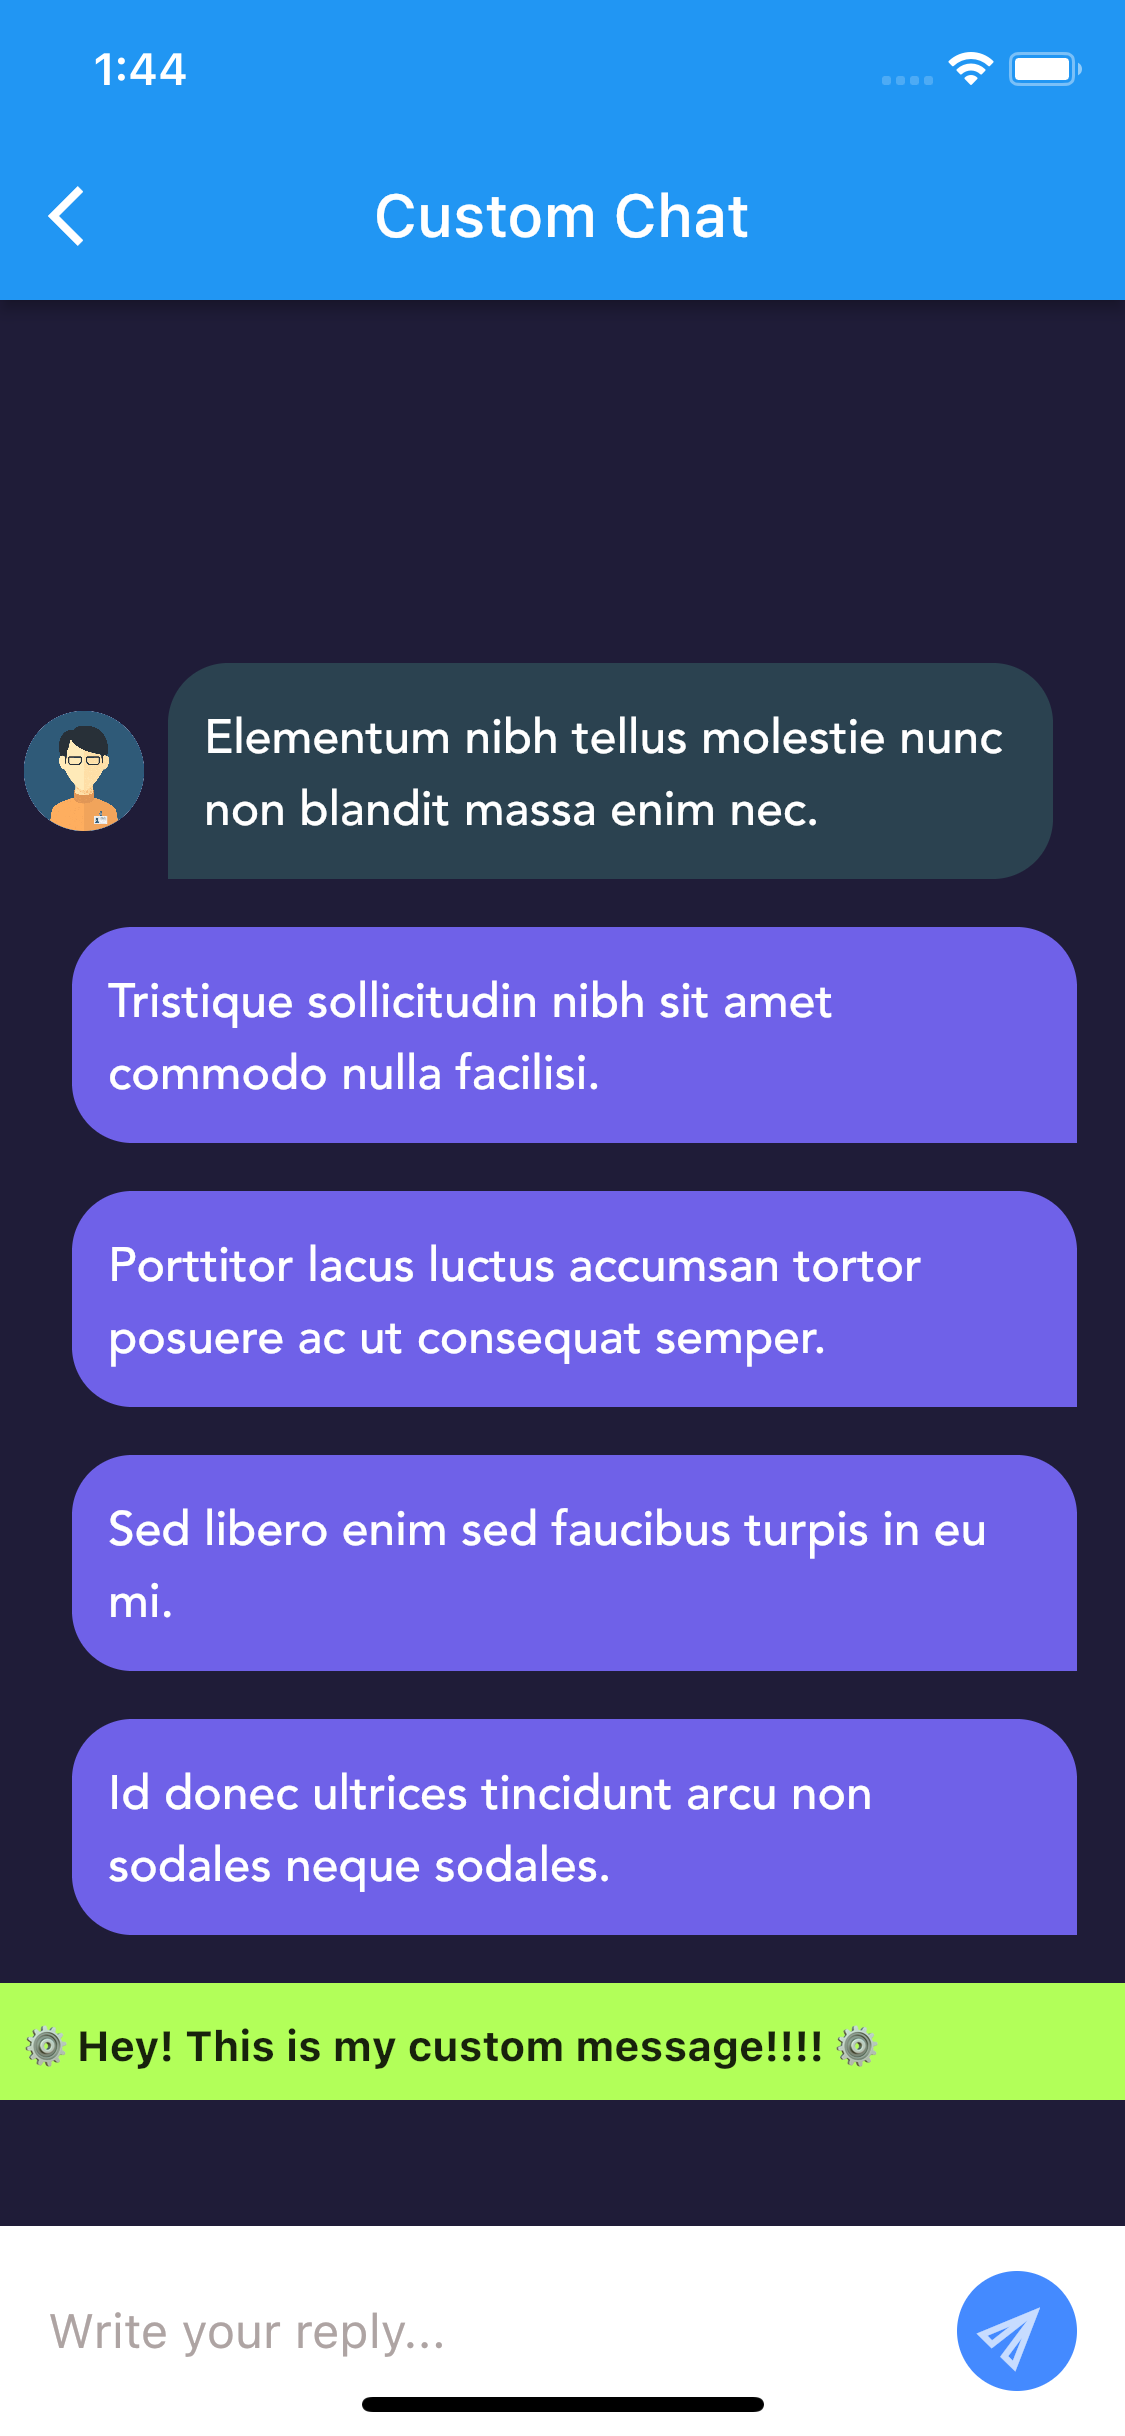 1:44
Custom Chat
Elementum nibh tellus molestie nunc
non blandit massa enim nec.
Tristique sollicitudin nibh sit amet
commodo nulla facilisi.
Porttitor lacus luctus accumsan tortor
posuere ac ut consequat semper.
Sed libero enim sed faucibus turpis in eu
mi.
Id donec ultrices tincidunt arcu non
sodales neque sodales.
⚙️ Hey! This is my custom message!!!! ⚙️
Write your reply...